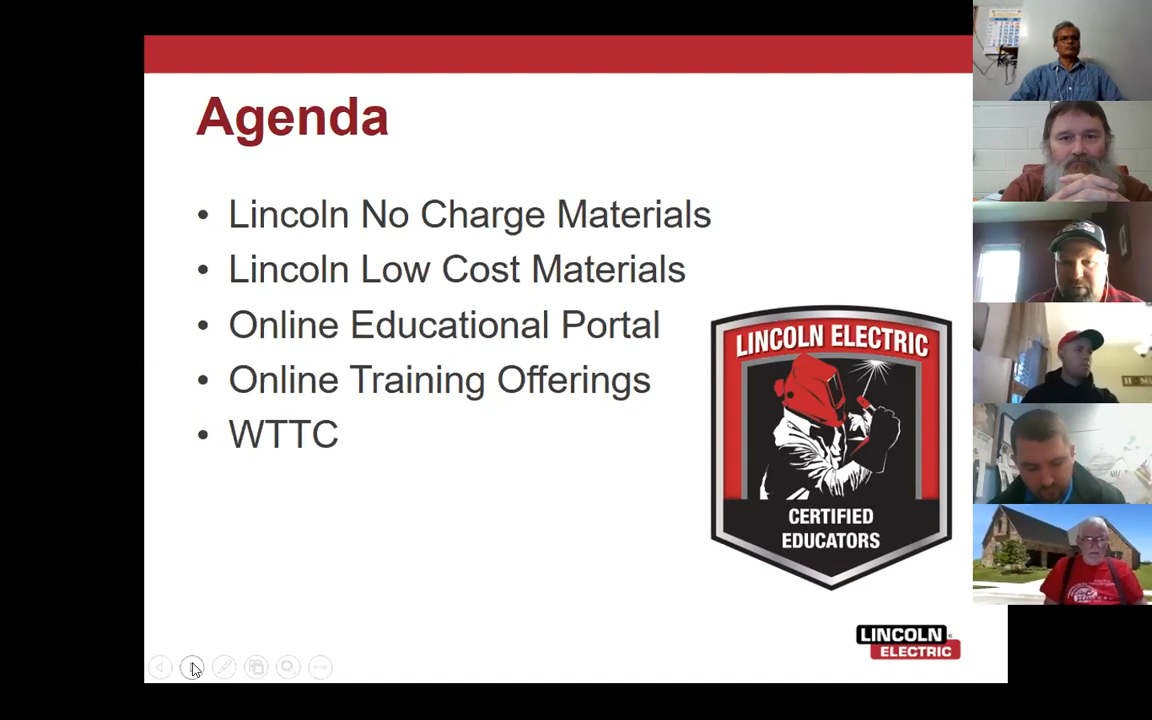 Agenda
• Lincoln No Charge Materials
• Lincoln Low Cost Materials
• Online Educational Portal
• Online Training Offerings
• WTTC
LINCOLN ELECTRIC
CERTIFIED
EDUCATORS
LINCOLN
ELECTRIC